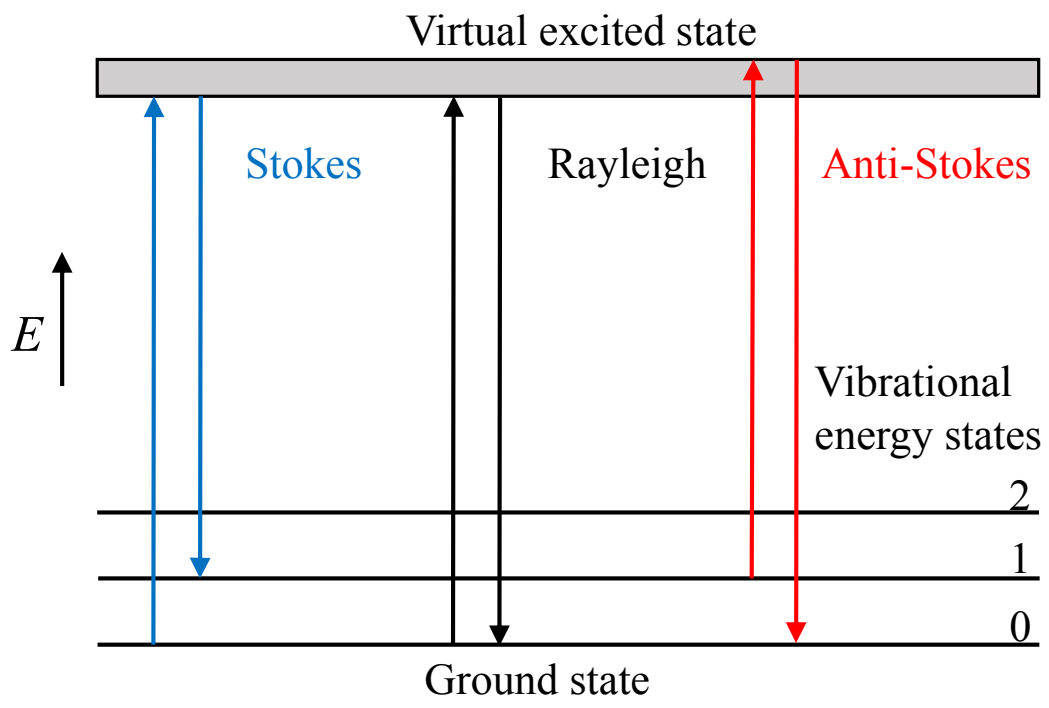 Virtual excited state
Stokes
Rayleigh
Anti-Stokes
E
Vibrational
energy states
2
1
0
Ground state